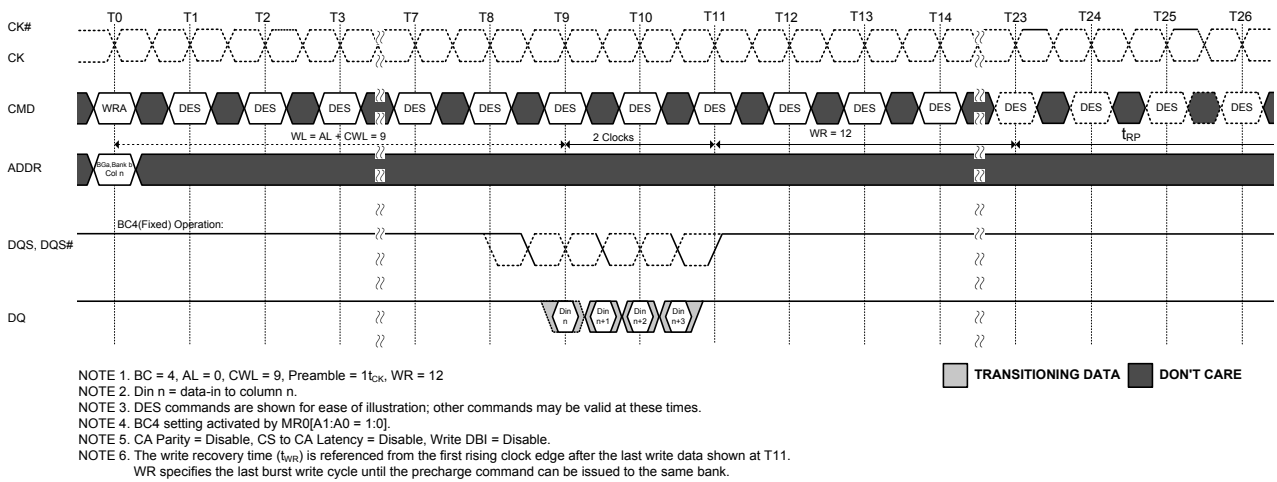 T0 T1 T2 T3 T7 T8 T9 T10 T11 T12 T13 T14 T23 T24 T25 T26
CK#
CK
CMD WRA DES DES DES DES DES DES DES DES DES DES DES DES DES DES DES
WL = AL + CWL = 9 2 Clocks WR = 12 tRP
ADDR BGa,Bank b
Col n
BC4(Fixed) Operation:
DQS, DQS#
DQ Din n Din n+1 Din n+2 Din n+3
NOTE 1. BC = 4, AL = 0, CWL = 9, Preamble = 1tCK, WR = 12
NOTE 2. Din n = data-in to column n.
NOTE 3. DES commands are shown for ease of illustration; other commands may be valid at these times.
NOTE 4. BC4 setting activated by MR0[A1:A0 = 1:0].
NOTE 5. CA Parity = Disable, CS to CA Latency = Disable, Write DBI = Disable.
NOTE 6. The write recovery time (tWR) is referenced from the first rising clock edge after the last write data shown at T11.
WR specifies the last burst write cycle until the precharge command can be issued to the same bank.
TRANSITIONING DATA DON'T CARE